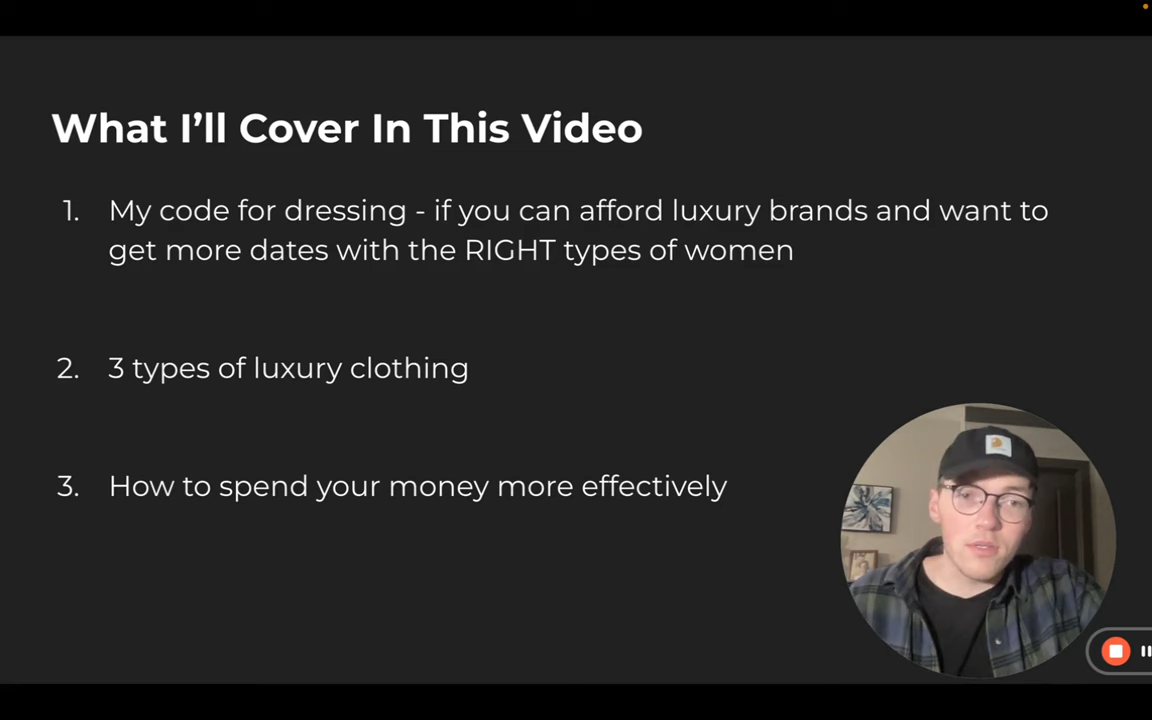 What I'll Cover In This Video
1. My code for dressing - if you can afford luxury brands and want to
get more dates with the RIGHT types of women
2. 3 types of luxury clothing
3. How to spend your money more effectively